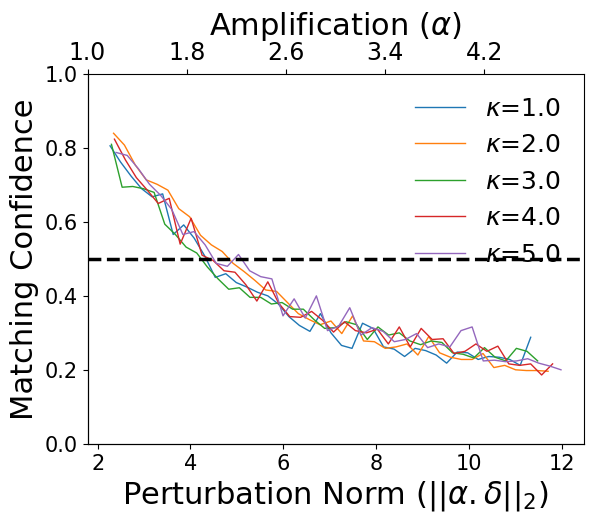 Amplification (α)
1.0 1.8 2.6 3.4 4.2
1.0
0.8
0.6
0.4
0.2
0.0
Matching Confidence
κ=1.0
κ=2.0
κ=3.0
κ=4.0
κ=5.0
2 4 6 8 10 12
Perturbation Norm (||α.δ||₂)